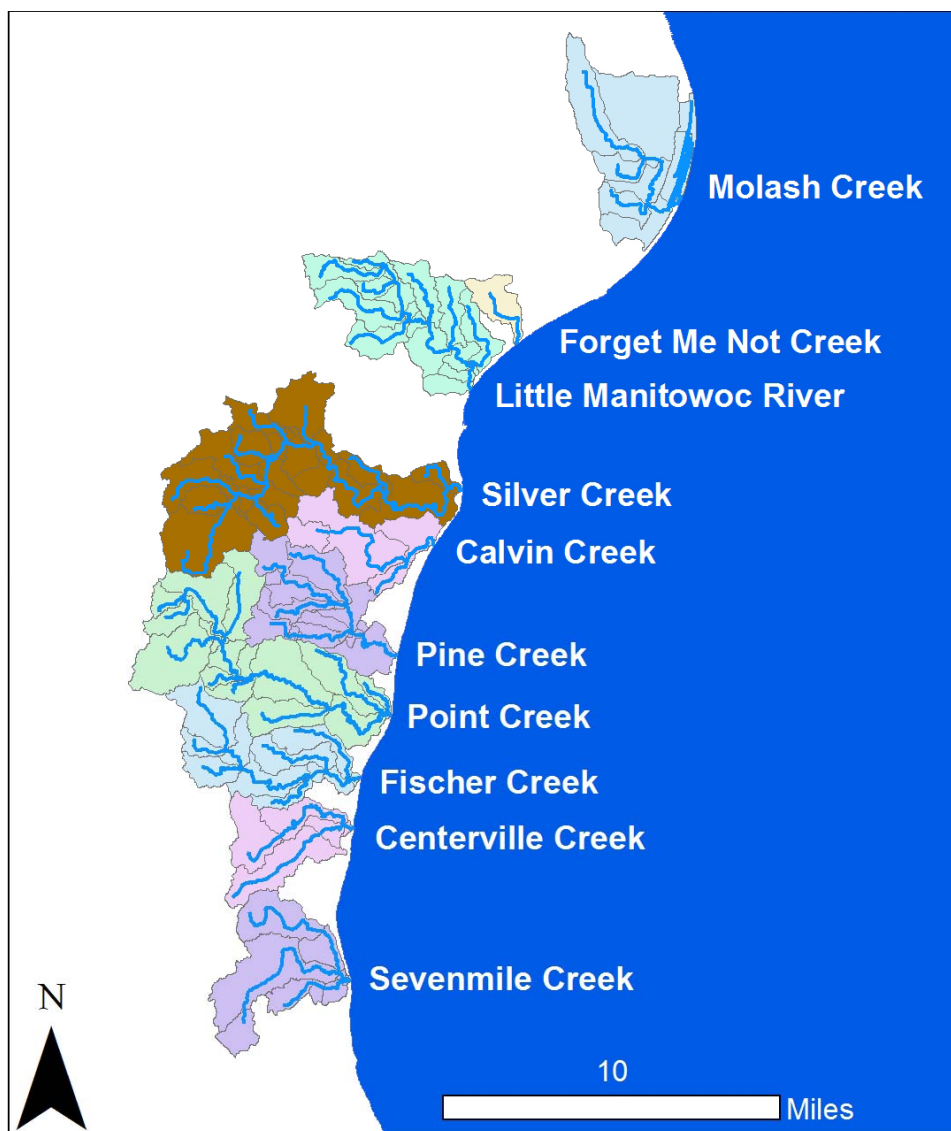 Molash Creek
Forget Me Not Creek
Little Manitowoc River
Silver Creek
Calvin Creek
Pine Creek
Point Creek
Fischer Creek
Centerville Creek
Sevenmile Creek
N
10
Miles